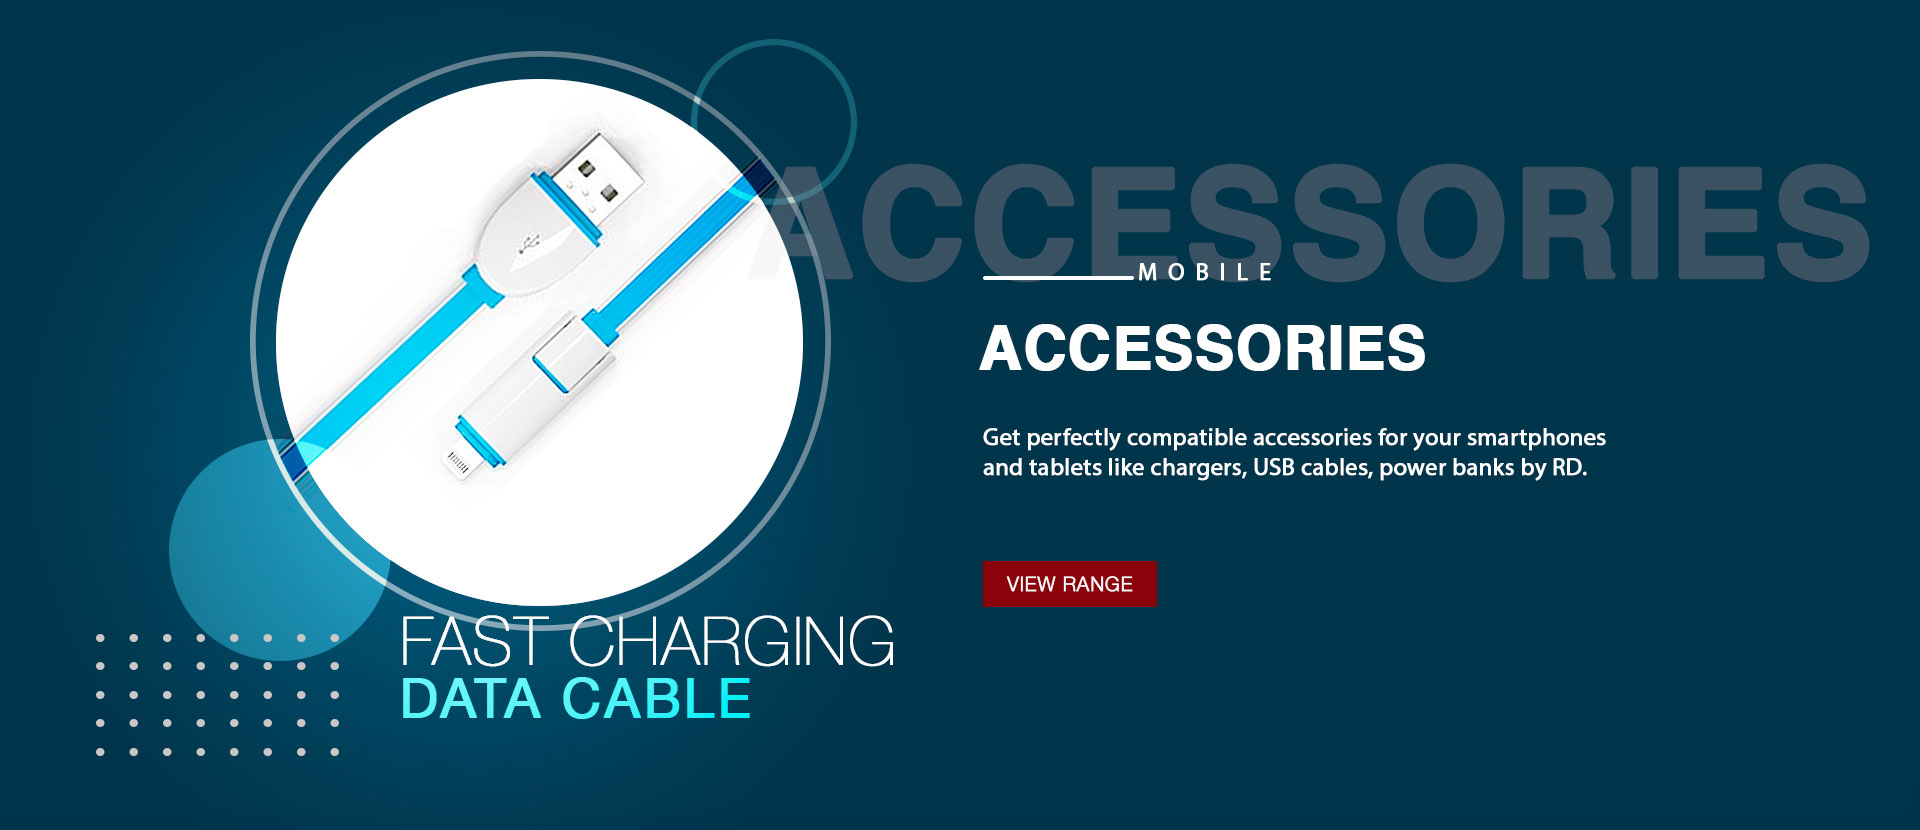 ACCESSORIES
MOBILE
ACCESSORIES
Get perfectly compatible accessories for your smartphones
and tablets like chargers, USB cables, power banks by RD.
VIEW RANGE
FAST CHARGING
DATA CABLE